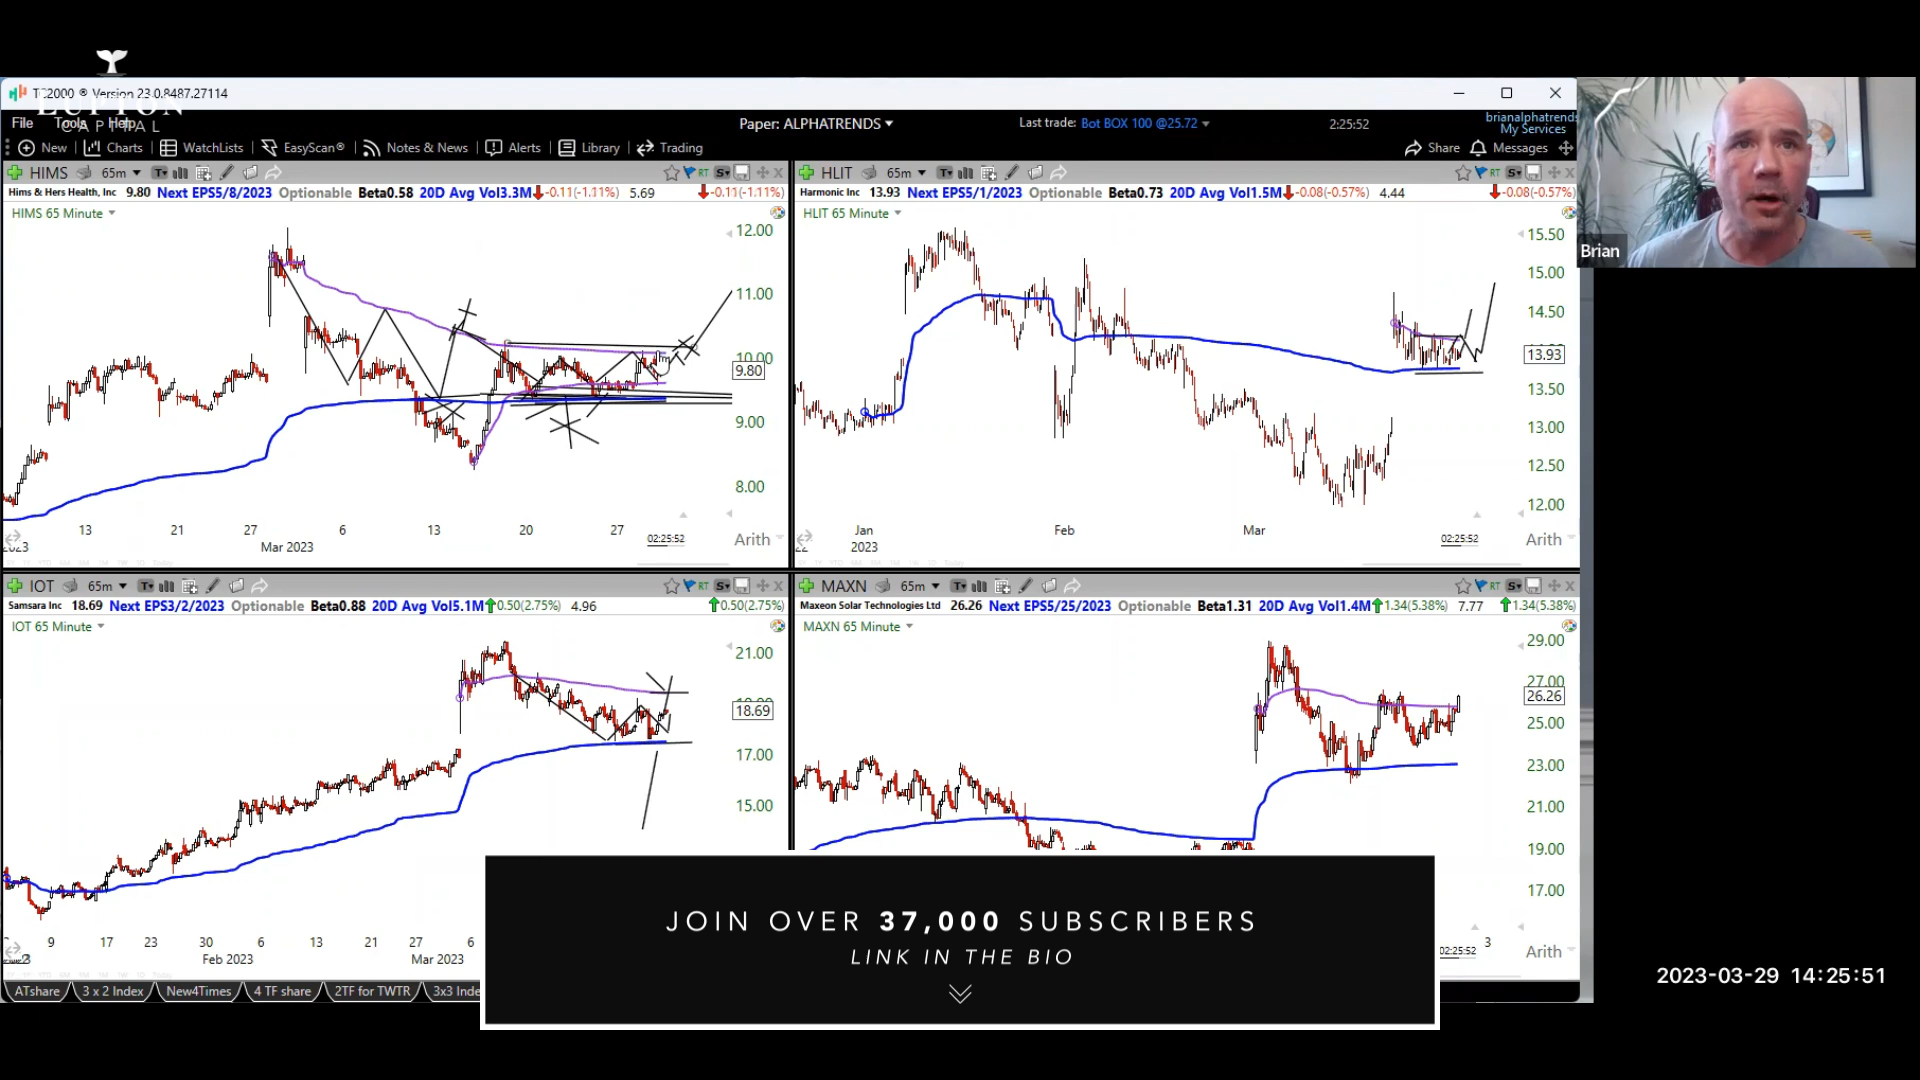 TC2000 ® Version 23.0.8487.27114
LUPTON
CAPITAL
File Tools Help
Paper: ALPHATRENDS
Last trade: Bot BOX 100 @25.72
2:25:52
brianalphatrends
My Services
New Charts WatchLists EasyScan® Notes & News Alerts Library Trading
Share Messages
HIMS 65m RT
Hims & Hers Health, Inc 9.80 Next EPS5/8/2023 Optionable Beta0.58 20D Avg Vol3.3M -0.11(-1.11%) 5.69 -0.11(-1.11%)
HIMS 65 Minute
12.00
11.00
10.00
9.80
9.00
8.00
13 21 27 6 13 20 27 02:25:52
Mar 2023
Arith
HLIT 65m RT
Harmonic Inc 13.93 Next EPS5/1/2023 Optionable Beta0.73 20D Avg Vol1.5M -0.08(-0.57%) 4.44 -0.08(-0.57%)
HLIT 65 Minute
15.50
15.00
14.50
13.93
13.50
13.00
12.50
12.00
Jan Feb Mar 02:25:52
2023
Arith
Brian
IOT 65m RT
Samsara Inc 18.69 Next EPS3/2/2023 Optionable Beta0.88 20D Avg Vol5.1M 0.50(2.75%) 4.96 0.50(2.75%)
IOT 65 Minute
21.00
18.69
17.00
15.00
9 17 23 30 6 13 21 27 6
Feb 2023 Mar 2023
MAXN 65m RT
Maxeon Solar Technologies Ltd 26.26 Next EPS5/25/2023 Optionable Beta1.31 20D Avg Vol1.4M 1.34(5.38%) 7.77 1.34(5.38%)
MAXN 65 Minute
29.00
27.00
26.26
25.00
23.00
21.00
19.00
17.00
02:25:52 3
Arith
ATshare 3 x 2 Index New4Times 4 TF share 2TF for TWTR 3x3 Inde
JOIN OVER 37,000 SUBSCRIBERS
LINK IN THE BIO
2023-03-29 14:25:51